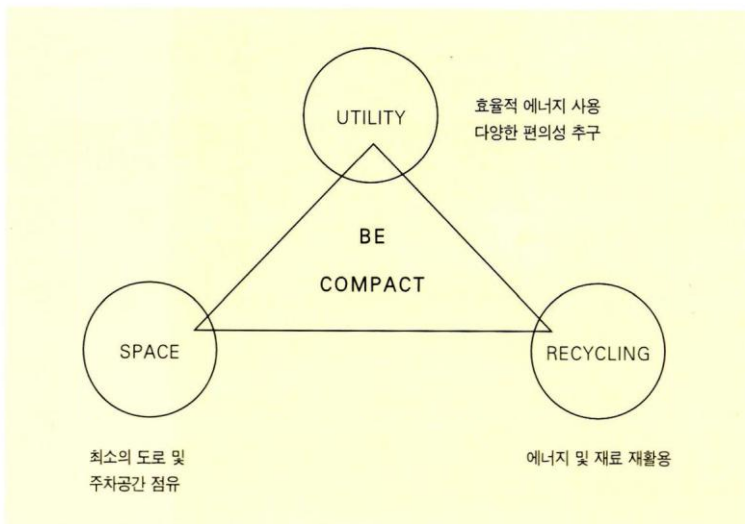 UTILITY
효율적 에너지 사용
다양한 편의성 추구
BE
COMPACT
SPACE
RECYCLING
최소의 도로 및
주차공간 점유
에너지 및 재료 재활용